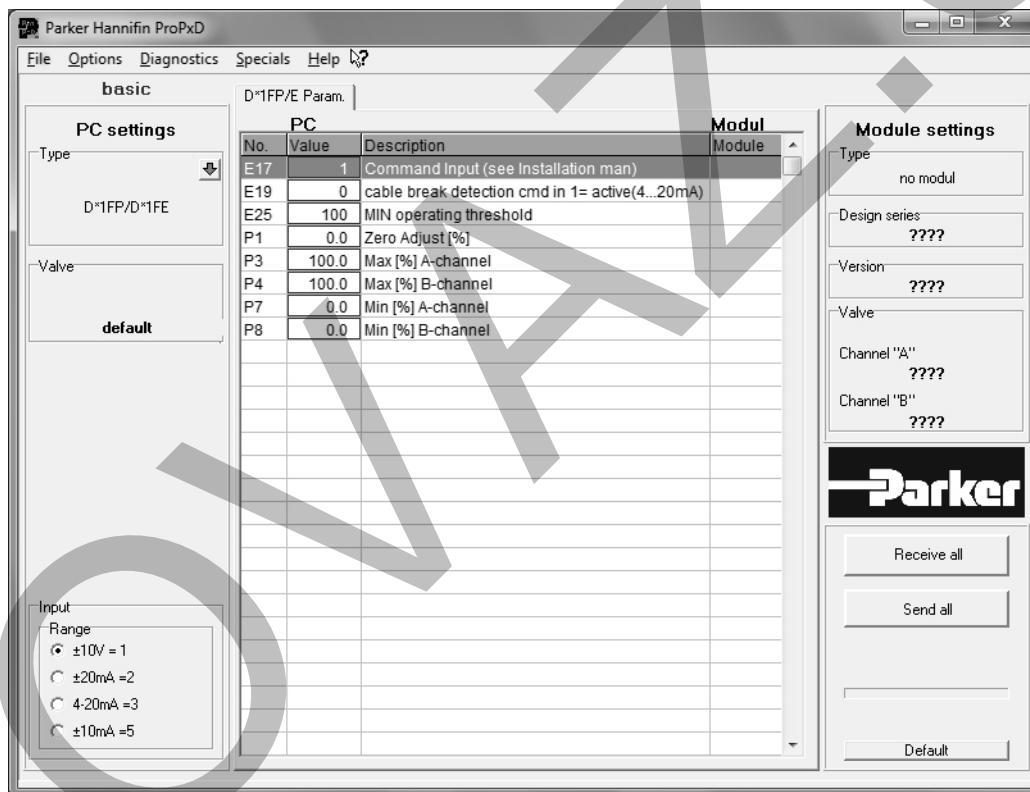 Parker Hannifin ProPxD
File Options Diagnostics Specials Help
basic
PC settings
Type
D*1FP/D*1FE
Valve
default
Input
Range
±10V = 1
±20mA =2
4-20mA =3
±10mA =5
D*1FP/E Param.
PC Modul
No. Value Description Module
E17 1 Command Input (see Installation man)
E19 0 cable break detection cmd in 1= active(4...20mA)
E25 100 MIN operating threshold
P1 0.0 Zero Adjust [%]
P3 100.0 Max [%] A-channel
P4 100.0 Max [%] B-channel
P7 0.0 Min [%] A-channel
P8 0.0 Min [%] B-channel
Module settings
Type
no modul
Design series
????
Version
????
Valve
Channel "A"
????
Channel "B"
????
Parker
Receive all
Send all
Default
OVAZ.